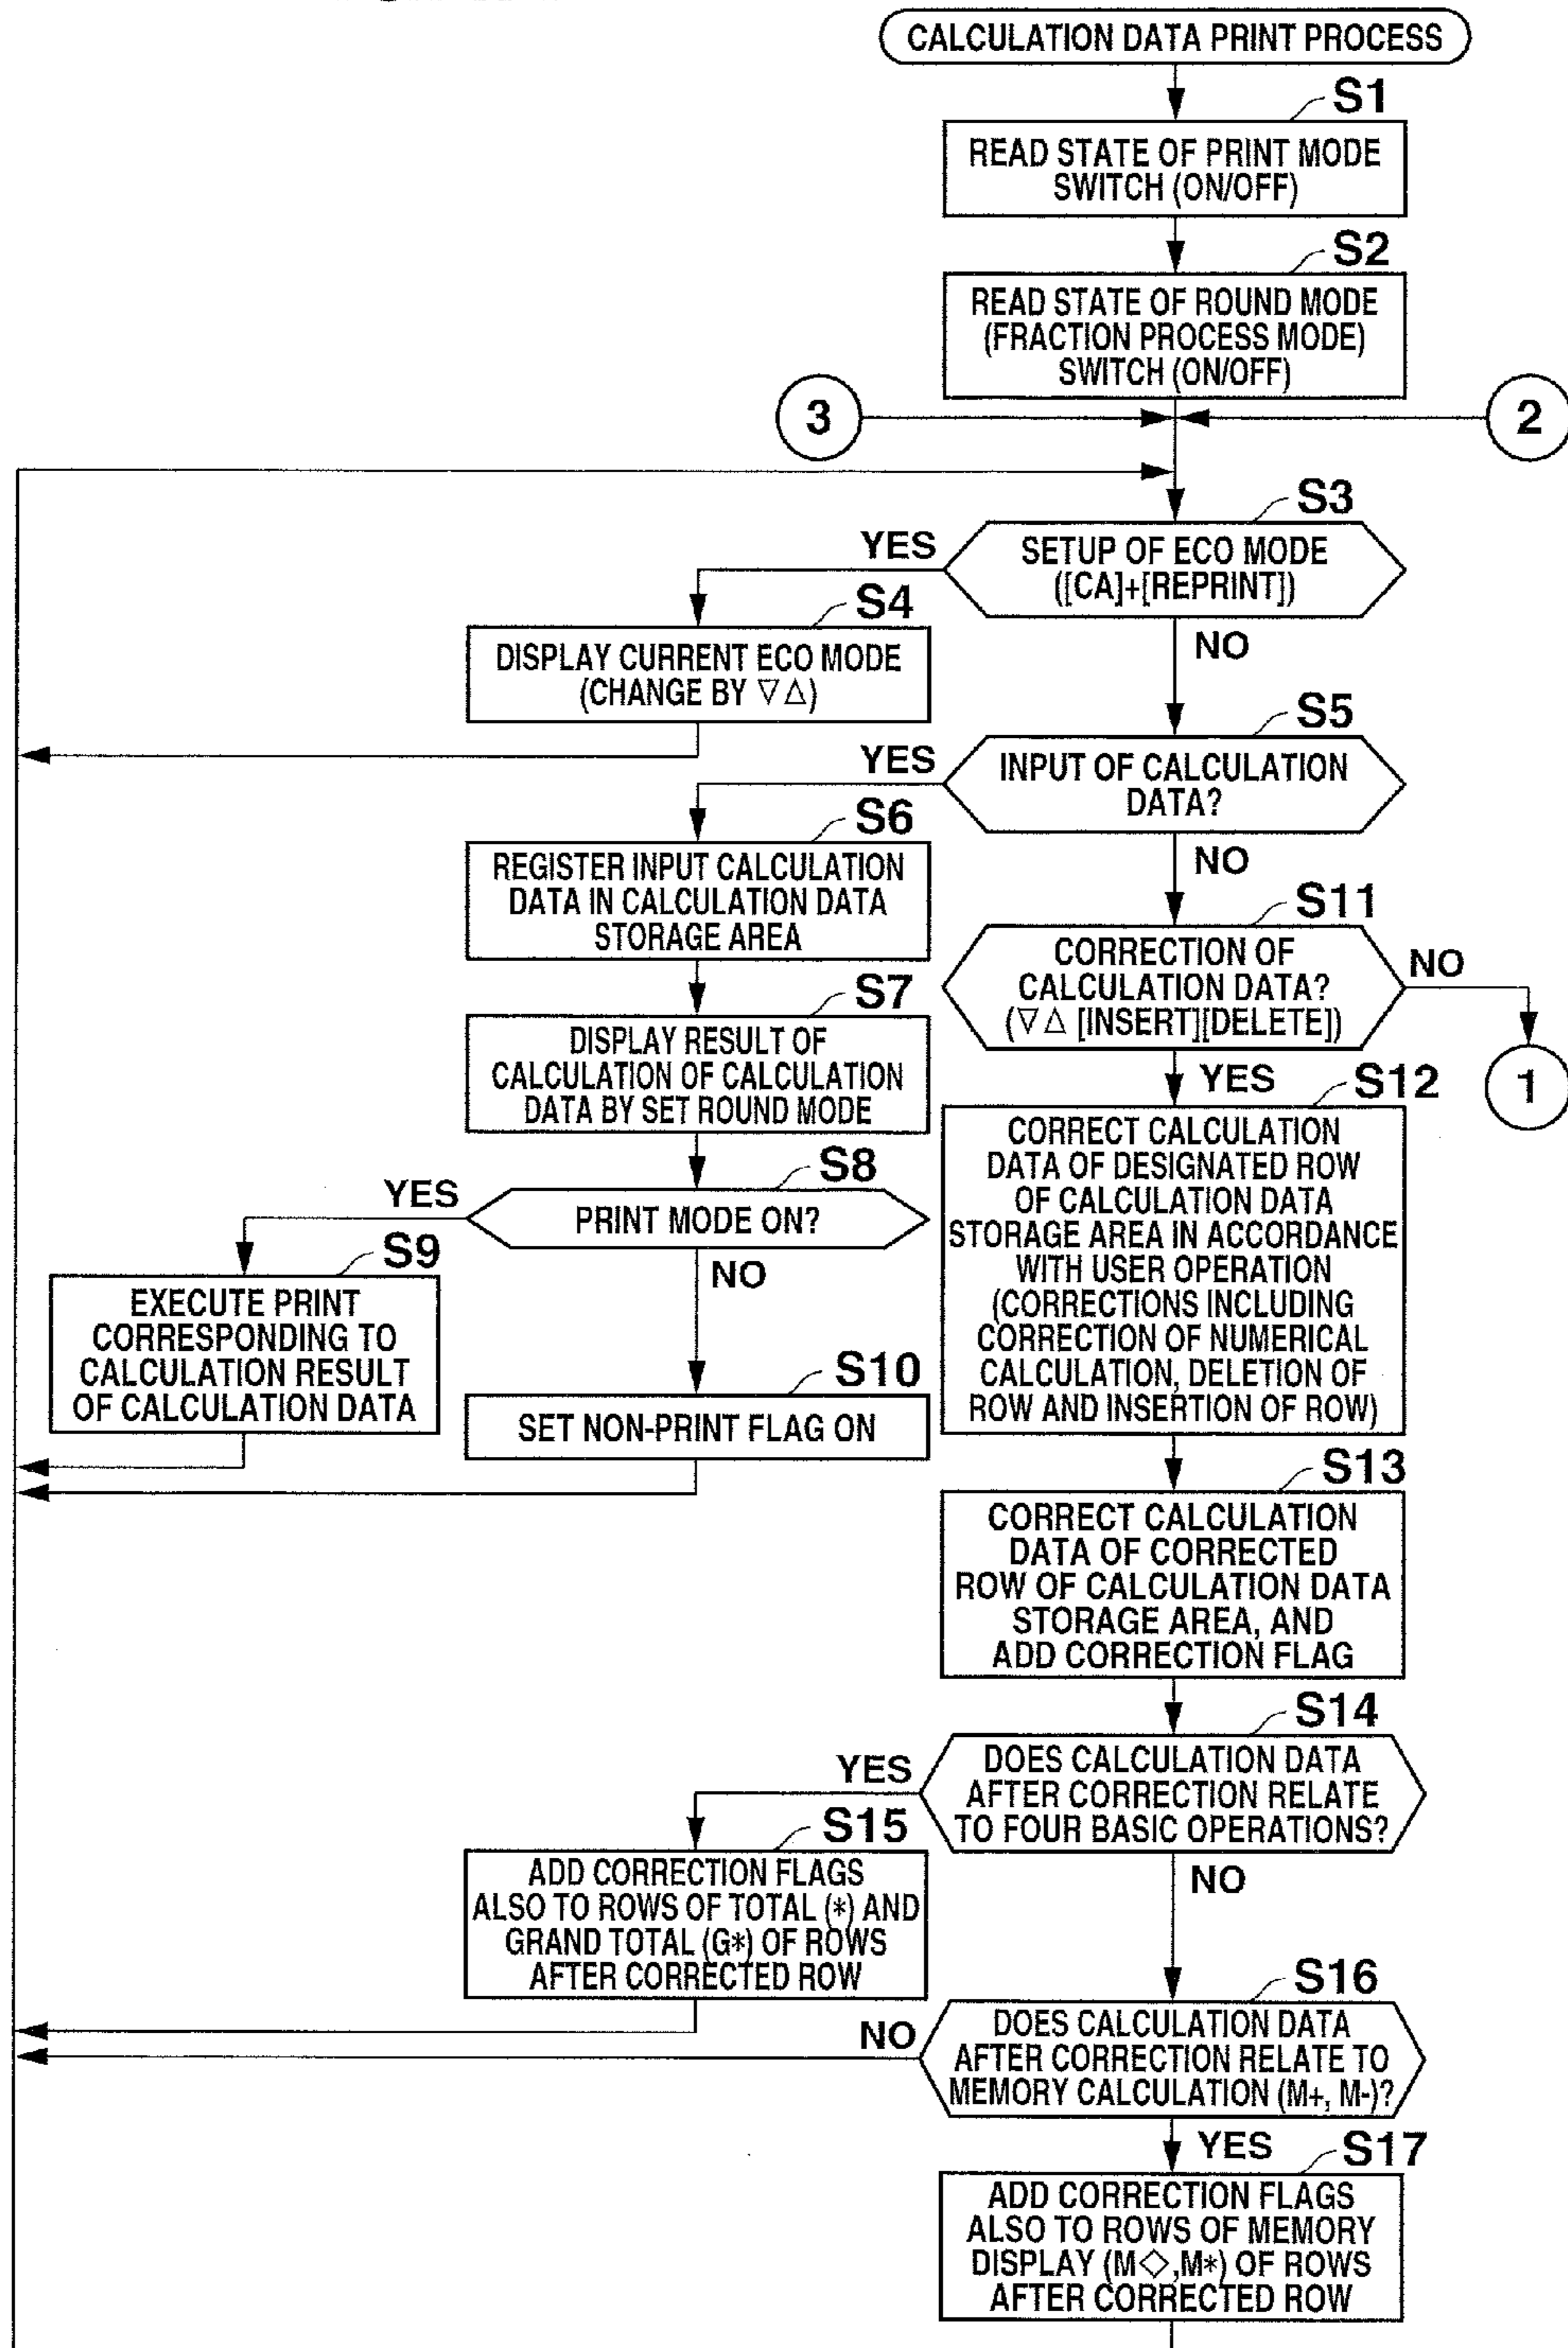 CALCULATION DATA PRINT PROCESS
S1
READ STATE OF PRINT MODE
SWITCH (ON/OFF)
S2
READ STATE OF ROUND MODE
(FRACTION PROCESS MODE)
SWITCH (ON/OFF)
3
2
S3
YES
SETUP OF ECO MODE
([CA]+[REPRINT])
NO
S4
DISPLAY CURRENT ECO MODE
(CHANGE BY ▽△)
S5
YES
INPUT OF CALCULATION
DATA?
NO
S6
REGISTER INPUT CALCULATION
DATA IN CALCULATION DATA
STORAGE AREA
S7
DISPLAY RESULT OF
CALCULATION OF CALCULATION
DATA BY SET ROUND MODE
S8
YES
PRINT MODE ON?
NO
S9
EXECUTE PRINT
CORRESPONDING TO
CALCULATION RESULT
OF CALCULATION DATA
S10
SET NON-PRINT FLAG ON
S11
CORRECTION OF
CALCULATION DATA?
(▽△ [INSERT][DELETE])
NO
1
YES
S12
CORRECT CALCULATION
DATA OF DESIGNATED ROW
OF CALCULATION DATA
STORAGE AREA IN ACCORDANCE
WITH USER OPERATION
(CORRECTIONS INCLUDING
CORRECTION OF NUMERICAL
CALCULATION, DELETION OF
ROW AND INSERTION OF ROW)
S13
CORRECT CALCULATION
DATA OF CORRECTED
ROW OF CALCULATION DATA
STORAGE AREA, AND
ADD CORRECTION FLAG
S14
YES
DOES CALCULATION DATA
AFTER CORRECTION RELATE
TO FOUR BASIC OPERATIONS?
NO
S15
ADD CORRECTION FLAGS
ALSO TO ROWS OF TOTAL (*) AND
GRAND TOTAL (G*) OF ROWS
AFTER CORRECTED ROW
S16
NO
DOES CALCULATION DATA
AFTER CORRECTION RELATE TO
MEMORY CALCULATION (M+, M-)?
YES
S17
ADD CORRECTION FLAGS
ALSO TO ROWS OF MEMORY
DISPLAY (M◇,M*) OF ROWS
AFTER CORRECTED ROW